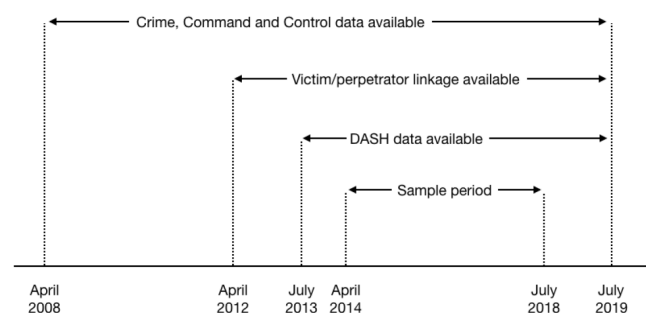 Crime, Command and Control data available
Victim/perpetrator linkage available
DASH data available
Sample period
April 2008
April 2012
July 2013
April 2014
July 2018
July 2019